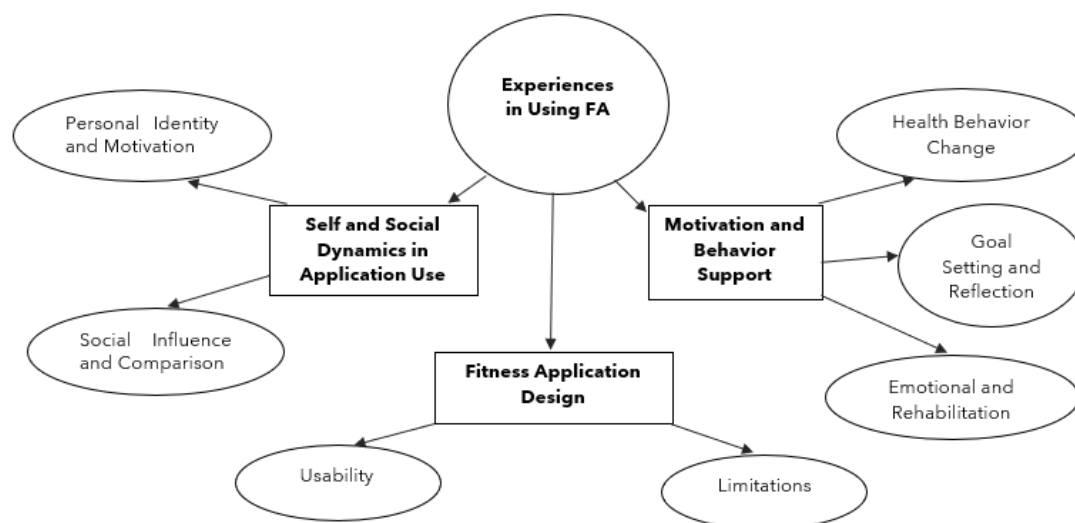 Experiences
in Using FA
Personal Identity
and Motivation
Health Behavior
Change
Self and Social
Dynamics in
Application Use
Motivation and
Behavior
Support
Goal
Setting and
Reflection
Social Influence
and Comparison
Fitness Application
Design
Emotional and
Rehabilitation
Usability
Limitations